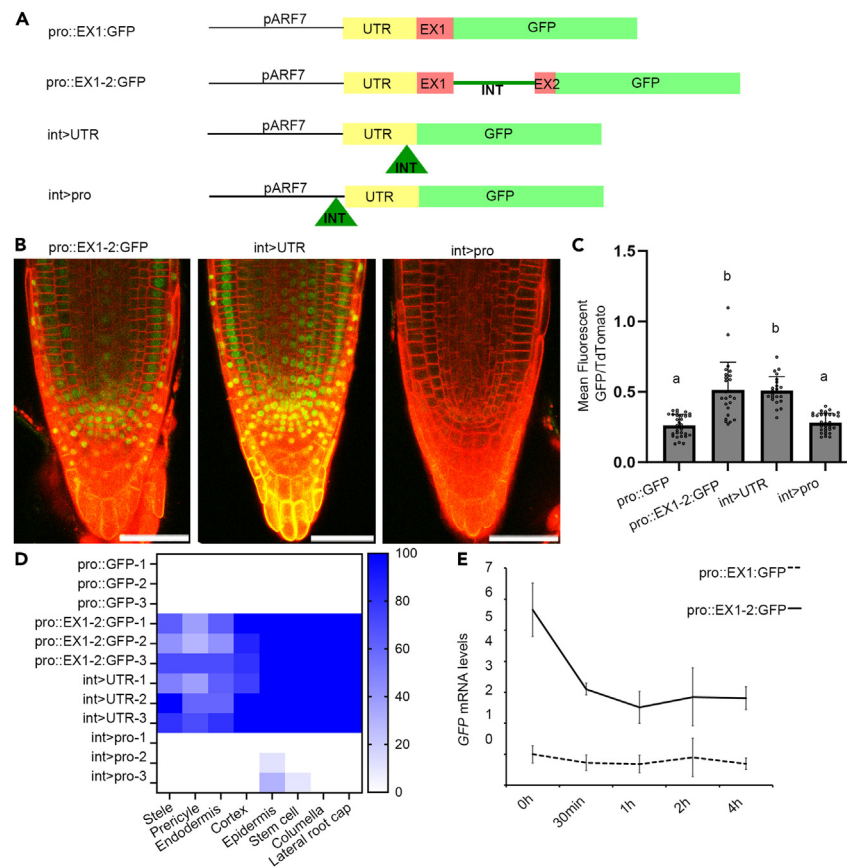 A
pro::EX1:GFP
pARF7
UTR
EX1
GFP
pro::EX1-2:GFP
pARF7
UTR
EX1
INT
EX2
GFP
int>UTR
pARF7
UTR
GFP
INT
int>pro
pARF7
UTR
GFP
INT
B
pro::EX1-2:GFP
int>UTR
int>pro
C
Mean Fluorescent
GFP/TdTomato
1.5
1.0
0.5
0.0
a
b
b
a
pro::GFP
pro::EX1-2:GFP
int>UTR
int>pro
D
pro::GFP-1
pro::GFP-2
pro::GFP-3
pro::EX1-2:GFP-1
pro::EX1-2:GFP-2
pro::EX1-2:GFP-3
int>UTR-1
int>UTR-2
int>UTR-3
int>pro-1
int>pro-2
int>pro-3
Stele
Prericyle
Endodermis
Cortex
Epidermis
Stem cell
Columella
Lateral root cap
100
80
60
40
20
0
E
GFP mRNA levels
7
6
5
4
3
2
1
0
pro::EX1:GFP
pro::EX1-2:GFP
0h
30min
1h
2h
4h